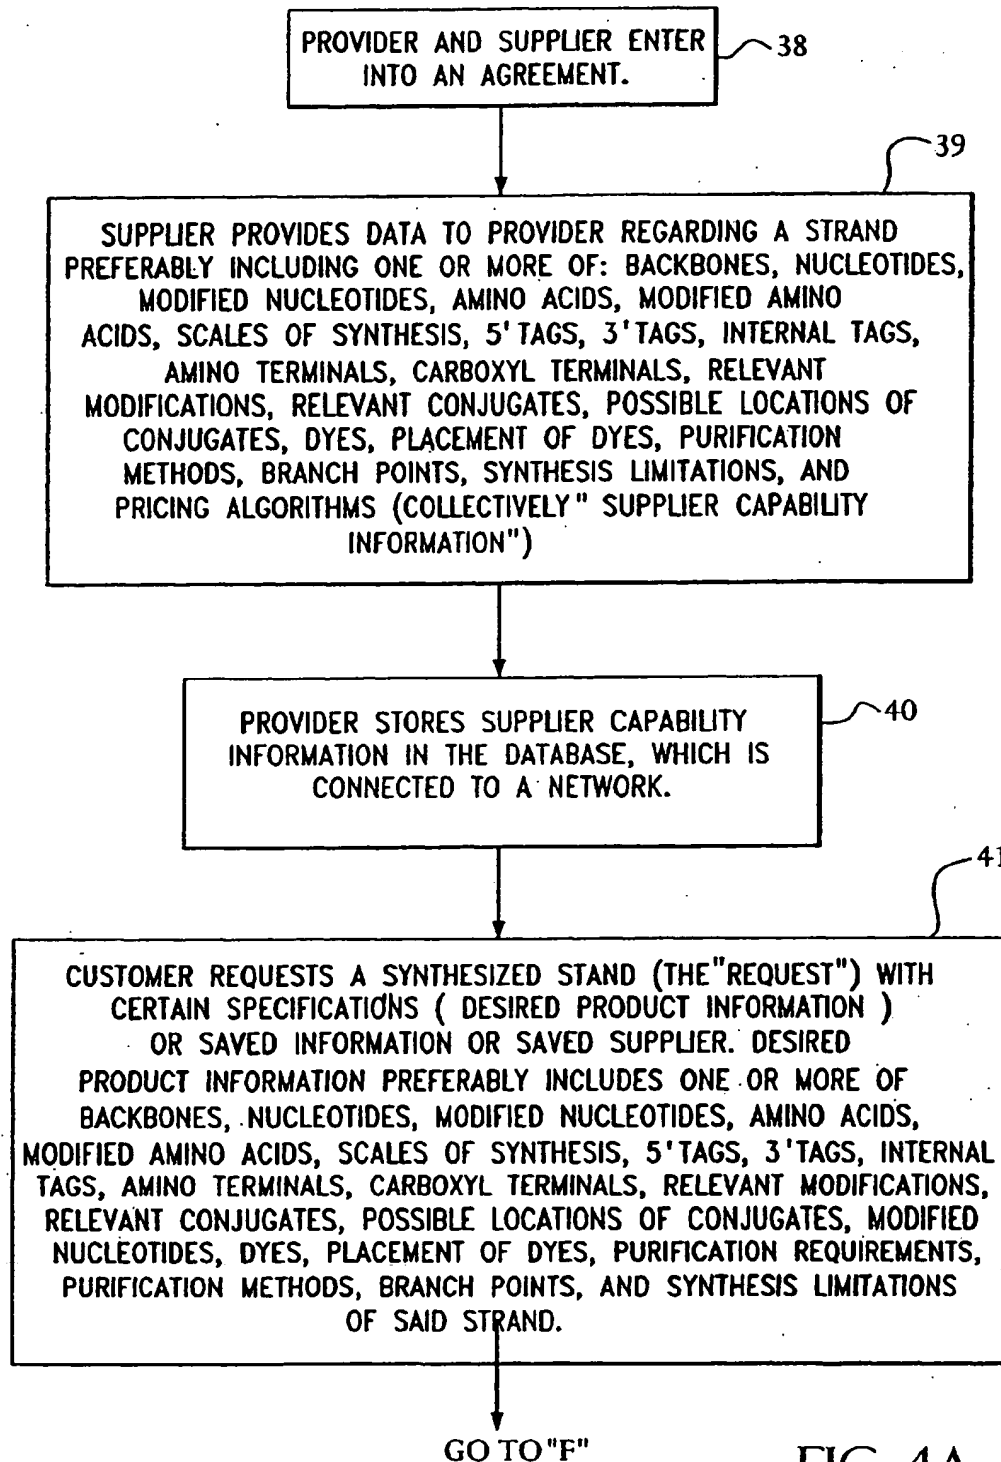 PROVIDER AND SUPPLIER ENTER
INTO AN AGREEMENT.
38
39
SUPPLIER PROVIDES DATA TO PROVIDER REGARDING A STRAND
PREFERABLY INCLUDING ONE OR MORE OF: BACKBONES, NUCLEOTIDES,
MODIFIED NUCLEOTIDES, AMINO ACIDS, MODIFIED AMINO
ACIDS, SCALES OF SYNTHESIS, 5' TAGS, 3' TAGS, INTERNAL TAGS,
AMINO TERMINALS, CARBOXYL TERMINALS, RELEVANT
MODIFICATIONS, RELEVANT CONJUGATES, POSSIBLE LOCATIONS OF
CONJUGATES, DYES, PLACEMENT OF DYES, PURIFICATION
METHODS, BRANCH POINTS, SYNTHESIS LIMITATIONS, AND
PRICING ALGORITHMS (COLLECTIVELY" SUPPLIER CAPABILITY
INFORMATION")
PROVIDER STORES SUPPLIER CAPABILITY
INFORMATION IN THE DATABASE, WHICH IS
CONNECTED TO A NETWORK.
40
41
CUSTOMER REQUESTS A SYNTHESIZED STAND (THE"REQUEST") WITH
CERTAIN SPECIFICATIONS ( DESIRED PRODUCT INFORMATION )
OR SAVED INFORMATION OR SAVED SUPPLIER. DESIRED
PRODUCT INFORMATION PREFERABLY INCLUDES ONE OR MORE OF
BACKBONES, NUCLEOTIDES, MODIFIED NUCLEOTIDES, AMINO ACIDS,
MODIFIED AMINO ACIDS, SCALES OF SYNTHESIS, 5' TAGS, 3' TAGS, INTERNAL
TAGS, AMINO TERMINALS, CARBOXYL TERMINALS, RELEVANT MODIFICATIONS,
RELEVANT CONJUGATES, POSSIBLE LOCATIONS OF CONJUGATES, MODIFIED
NUCLEOTIDES, DYES, PLACEMENT OF DYES, PURIFICATION REQUIREMENTS,
PURIFICATION METHODS, BRANCH POINTS, AND SYNTHESIS LIMITATIONS
OF SAID STRAND.
GO TO "F"
FIG. 4A